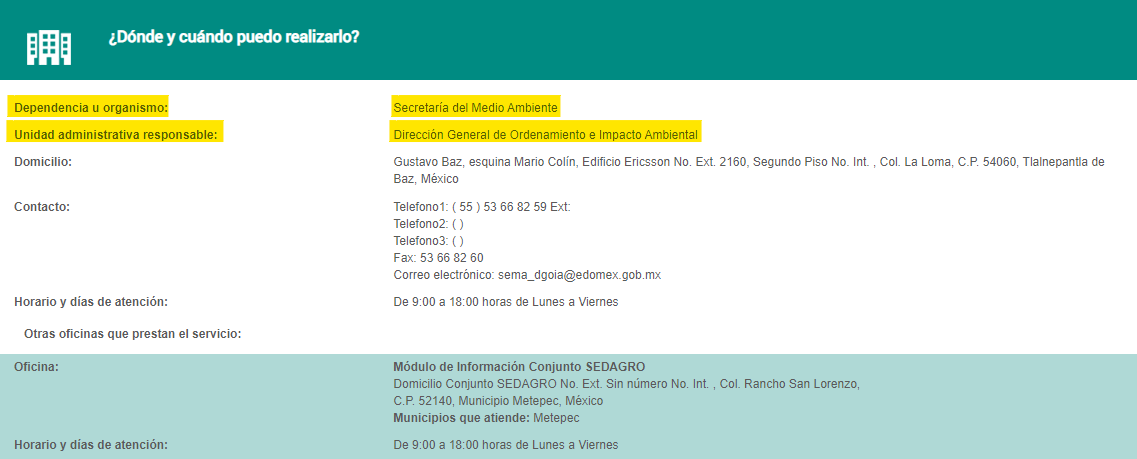 ¿Dónde y cuándo puedo realizarlo?
Dependencia u organismo: Secretaría del Medio Ambiente
Unidad administrativa responsable: Dirección General de Ordenamiento e Impacto Ambiental
Domicilio: Gustavo Baz, esquina Mario Colín, Edificio Ericsson No. Ext. 2160, Segundo Piso No. Int. , Col. La Loma, C.P. 54060, Tlalnepantla de
Baz, México
Contacto: Telefono1: ( 55 ) 53 66 82 59 Ext:
Telefono2: ( )
Telefono3: ( )
Fax: 53 66 82 60
Correo electrónico: sema_dgoia@edomex.gob.mx
Horario y días de atención: De 9:00 a 18:00 horas de Lunes a Viernes
Otras oficinas que prestan el servicio:
Oficina: Módulo de Información Conjunto SEDAGRO
Domicilio Conjunto SEDAGRO No. Ext. Sin número No. Int. , Col. Rancho San Lorenzo,
C.P. 52140, Municipio Metepec, México
Municipios que atiende: Metepec
Horario y días de atención: De 9:00 a 18:00 horas de Lunes a Viernes